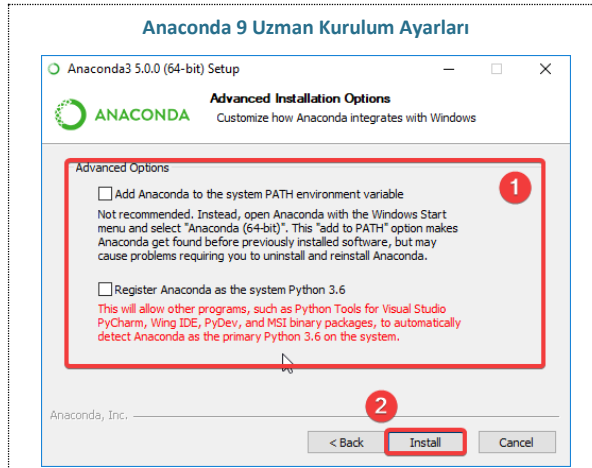 Anaconda 9 Uzman Kurulum Ayarları
Anaconda3 5.0.0 (64-bit) Setup
ANACONDA
Advanced Installation Options
Customize how Anaconda integrates with Windows
Advanced Options
1
Add Anaconda to the system PATH environment variable
Not recommended. Instead, open Anaconda with the Windows Start
menu and select "Anaconda (64-bit)". This "add to PATH" option makes
Anaconda get found before previously installed software, but may
cause problems requiring you to uninstall and reinstall Anaconda.
Register Anaconda as the system Python 3.6
This will allow other programs, such as Python Tools for Visual Studio
PyCharm, Wing IDE, PyDev, and MSI binary packages, to automatically
detect Anaconda as the primary Python 3.6 on the system.
Anaconda, Inc.
2
< Back Install Cancel